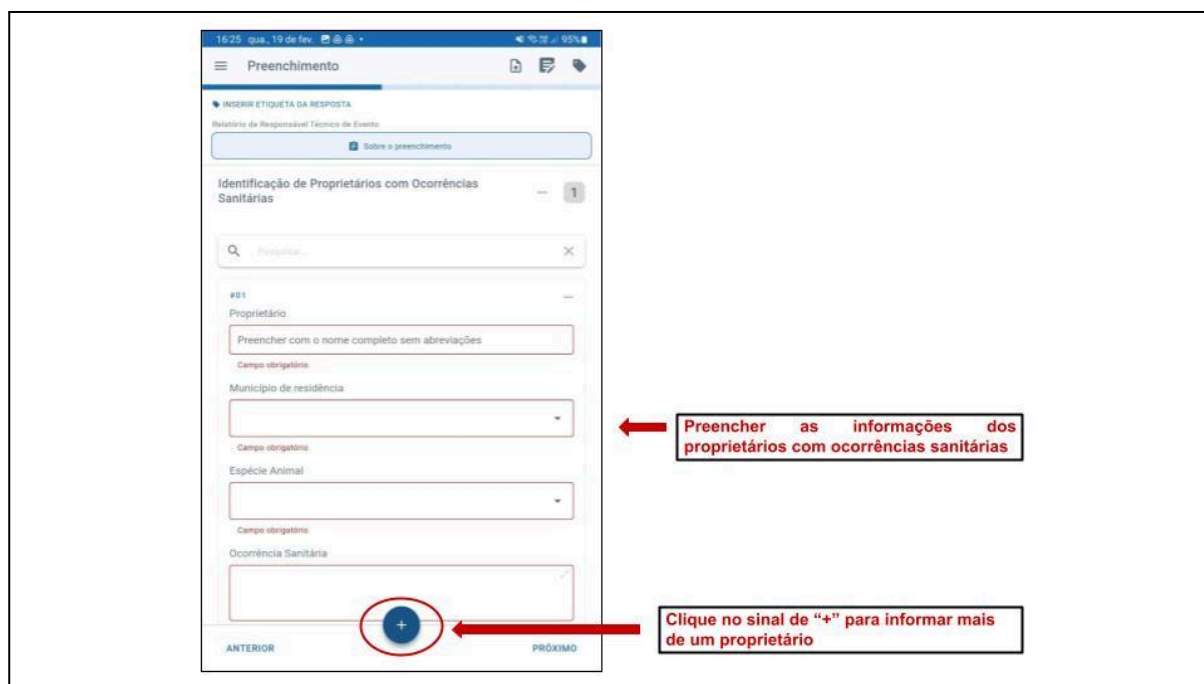 16:25 qua., 19 de fev.
95%
Preenchimento
INSERIR ETIQUETA DA RESPOSTA
Relatório de Responsável Técnico de Evento
Sobre o preenchimento
Identificação de Proprietários com Ocorrências
Sanitárias
1
Pesquisar...
#01
Proprietário
Preencher com o nome completo sem abreviações
Campo obrigatório
Município de residência
Campo obrigatório
Espécie Animal
Campo obrigatório
Ocorrência Sanitária
+
ANTERIOR
PRÓXIMO
Preencher as informações dos
proprietários com ocorrências sanitárias
Clique no sinal de “+” para informar mais
de um proprietário